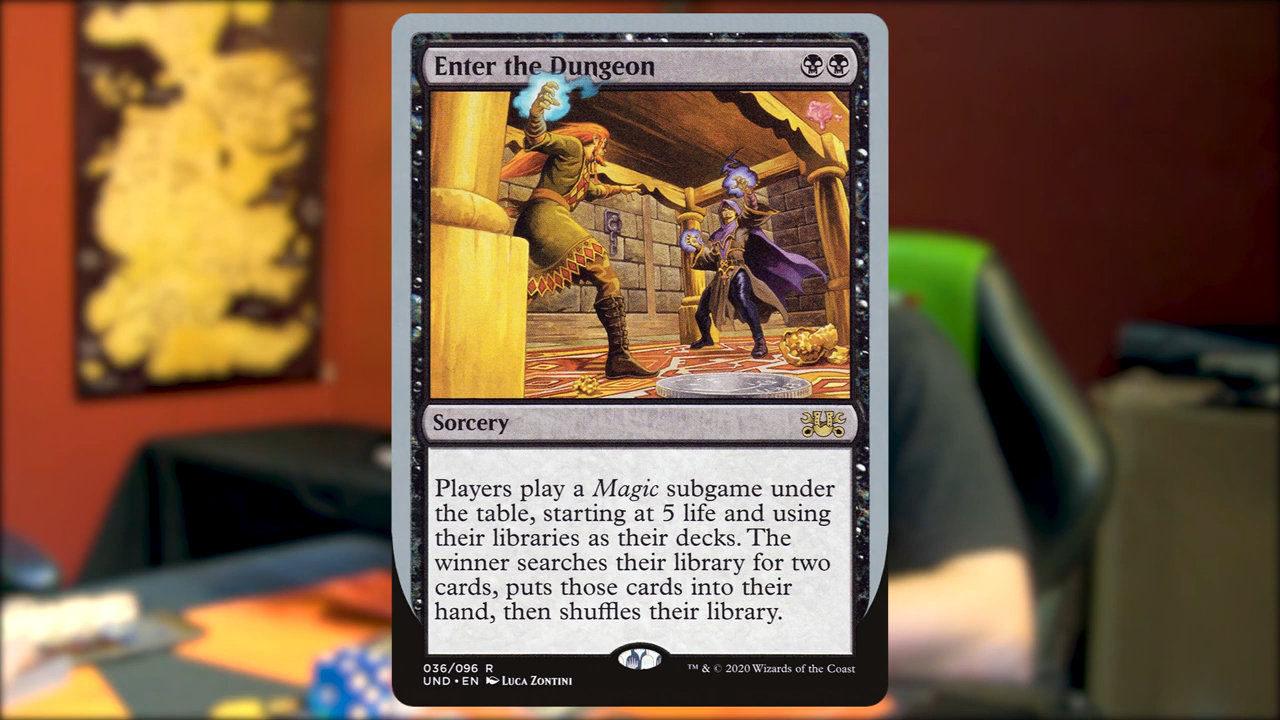 Enter the Dungeon
Sorcery
Players play a Magic subgame under
the table, starting at 5 life and using
their libraries as their decks. The
winner searches their library for two
cards, puts those cards into their
hand, then shuffles their library.
036/096 R
™ & © 2020 Wizards of the Coast
UND • EN Luca Zontini